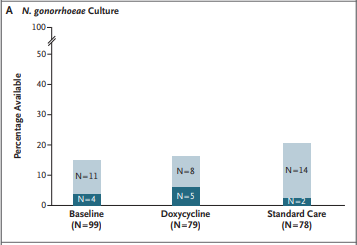 A N. gonorrhoeae Culture
Percentage Available
100
50
40
30
20
10
0
N=11
N=4
N=8
N=5
N=14
N=2
Baseline
(N=99)
Doxycycline
(N=79)
Standard Care
(N=78)